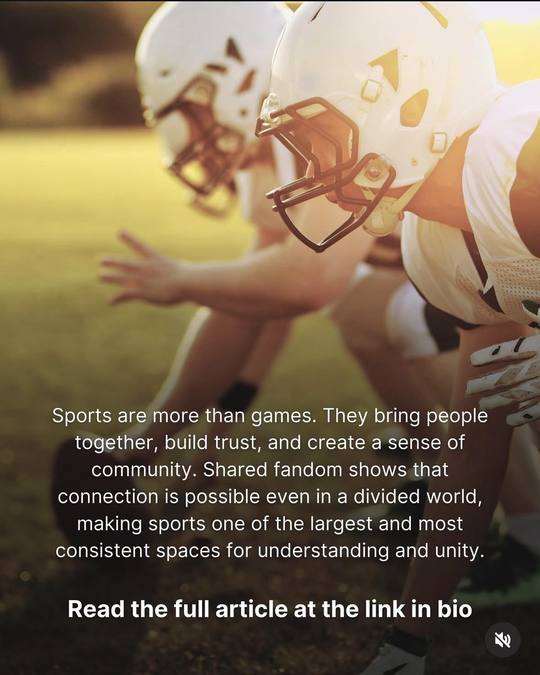 Sports are more than games. They bring people
together, build trust, and create a sense of
community. Shared fandom shows that
connection is possible even in a divided world,
making sports one of the largest and most
consistent spaces for understanding and unity.
Read the full article at the link in bio